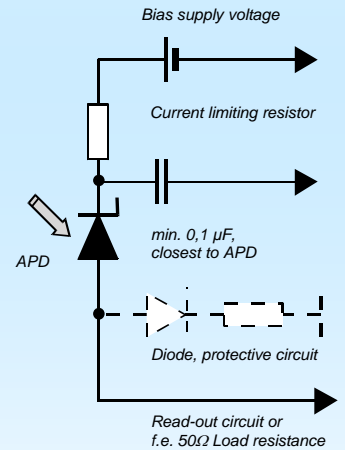 Bias supply voltage
Current limiting resistor
min. 0,1 µF,
closest to APD
APD
Diode, protective circuit
Read-out circuit or
f.e. 50Ω Load resistance